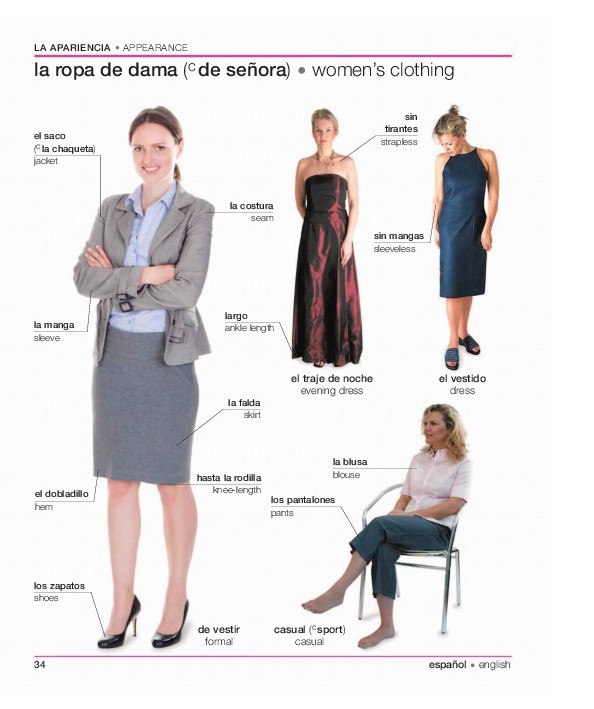 LA APARIENCIA • APPEARANCE
la ropa de dama (C de señora) • women's clothing
el saco
(C la chaqueta)
jacket
la costura
seam
sin
tirantes
strapless
sin mangas
sleeveless
la manga
sleeve
largo
ankle length
el traje de noche
evening dress
el vestido
dress
la falda
skirt
hasta la rodilla
knee-length
el dobladillo
hem
la blusa
blouse
los pantalones
pants
los zapatos
shoes
de vestir
formal
casual (C sport)
casual
34
español • english